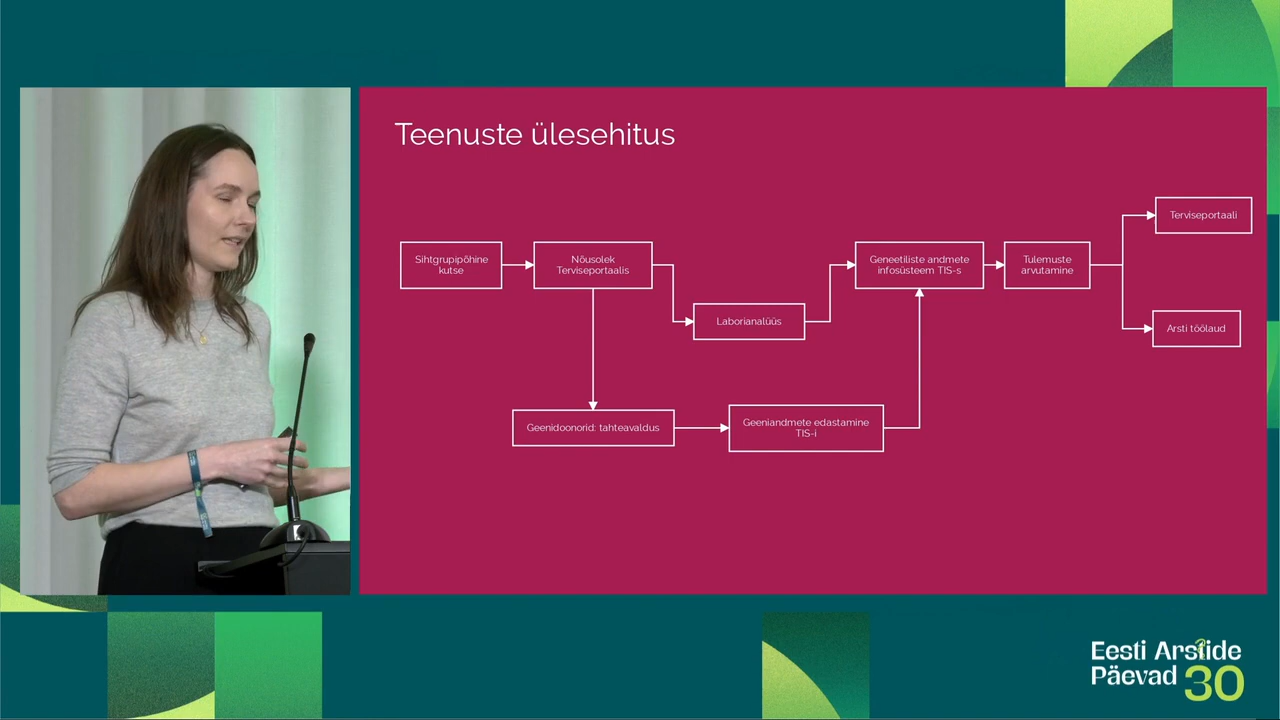 Teenuste ülesehitus
Sihtgrupipõhine
kutse
Nõusolek
Terviseportaalis
Laborianalüüs
Geneetiliste andmete
infosüsteem TIS-s
Tulemuste
arvutamine
Terviseportaali
Arsti töölaud
Geenidoonorid: tahteavaldus
Geeniandmete edastamine
TIS-i
Eesti Arstide
Päevad 30